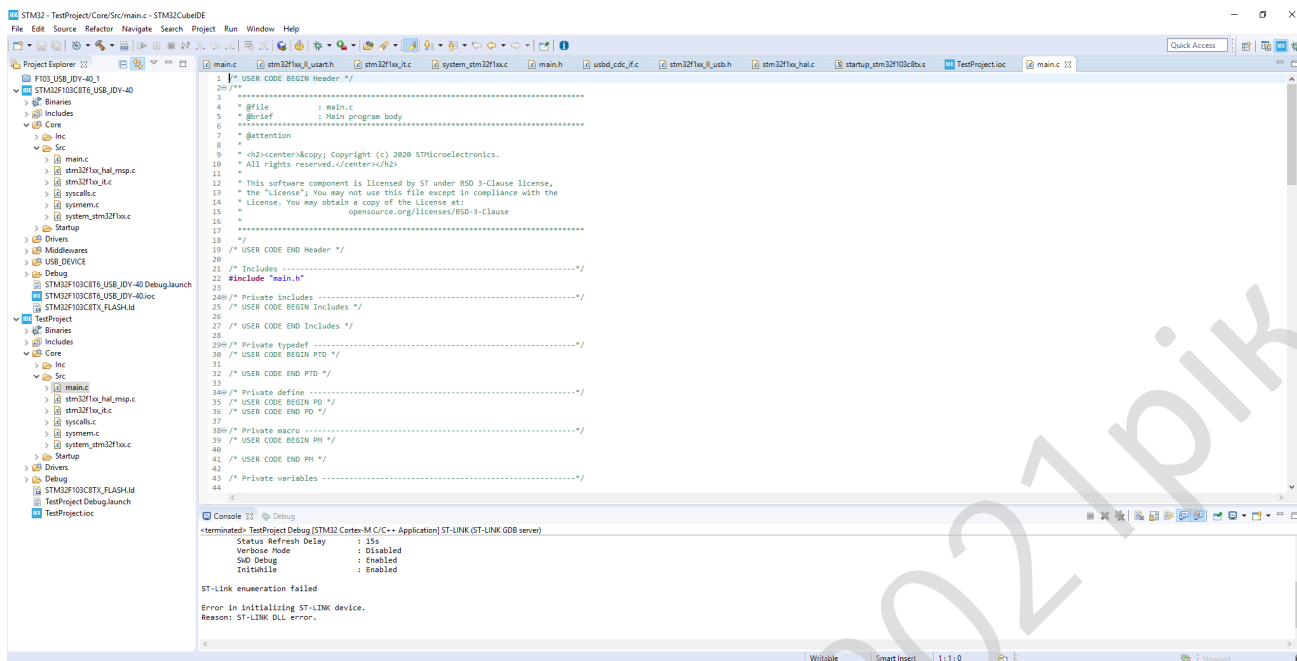 STM32 - TestProject/Core/Src/main.c - STM32CubeIDE
File Edit Source Refactor Navigate Search Project Run Window Help
Quick Access
Project Explorer
main.c stm32f1xx_ll_usart.h stm32f1xx_it.c system_stm32f1xx.c main.h usbd_cdc_if.c stm32f1xx_ll_usb.h stm32f1xx_hal.c startup_stm32f103c8tx.s TestProject.ioc main.c
F103_USB_JDY-40_1
STM32F103C8T6_USB_JDY-40
Binaries
Includes
Core
Inc
Src
main.c
stm32f1xx_hal_msp.c
stm32f1xx_it.c
syscalls.c
sysmem.c
system_stm32f1xx.c
Startup
Drivers
Middlewares
USB_DEVICE
Debug
STM32F103C8T6_USB_JDY-40 Debug.launch
STM32F103C8T6_USB_JDY-40.ioc
STM32F103C8TX_FLASH.ld
TestProject
Binaries
Includes
Core
Inc
Src
main.c
stm32f1xx_hal_msp.c
stm32f1xx_it.c
syscalls.c
sysmem.c
system_stm32f1xx.c
Startup
Drivers
Debug
STM32F103C8TX_FLASH.ld
TestProject Debug.launch
TestProject.ioc
1 /* USER CODE BEGIN Header */
2 /**
3 ******************************************************************************
4 * @file : main.c
5 * @brief : Main program body
6 ******************************************************************************
7 * @attention
8 *
9 * <h2><center>&copy; Copyright (c) 2020 STMicroelectronics.
10 * All rights reserved.</center></h2>
11 *
12 * This software component is licensed by ST under BSD 3-Clause license,
13 * the "License"; You may not use this file except in compliance with the
14 * License. You may obtain a copy of the License at:
15 * opensource.org/licenses/BSD-3-Clause
16 *
17 ******************************************************************************
18 */
19 /* USER CODE END Header */
20
21 /* Includes ------------------------------------------------------------------*/
22 #include "main.h"
23
24 /* Private includes ----------------------------------------------------------*/
25 /* USER CODE BEGIN Includes */
26
27 /* USER CODE END Includes */
28
29 /* Private typedef -----------------------------------------------------------*/
30 /* USER CODE BEGIN PTD */
31
32 /* USER CODE END PTD */
33
34 /* Private define ------------------------------------------------------------*/
35 /* USER CODE BEGIN PD */
36 /* USER CODE END PD */
37
38 /* Private macro -------------------------------------------------------------*/
39 /* USER CODE BEGIN PM */
40
41 /* USER CODE END PM */
42
43 /* Private variables ---------------------------------------------------------*/
44
Console Debug
<terminated> TestProject Debug [STM32 Cortex-M C/C++ Application] ST-LINK (ST-LINK GDB server)
Status Refresh Delay : 15s
Verbose Mode : Disabled
SWD Debug : Enabled
InitWhile : Enabled
ST-Link enumeration failed
Error in initializing ST-LINK device.
Reason: ST-LINK DLL error.
Writable Smart Insert 1:1:0
2021pik